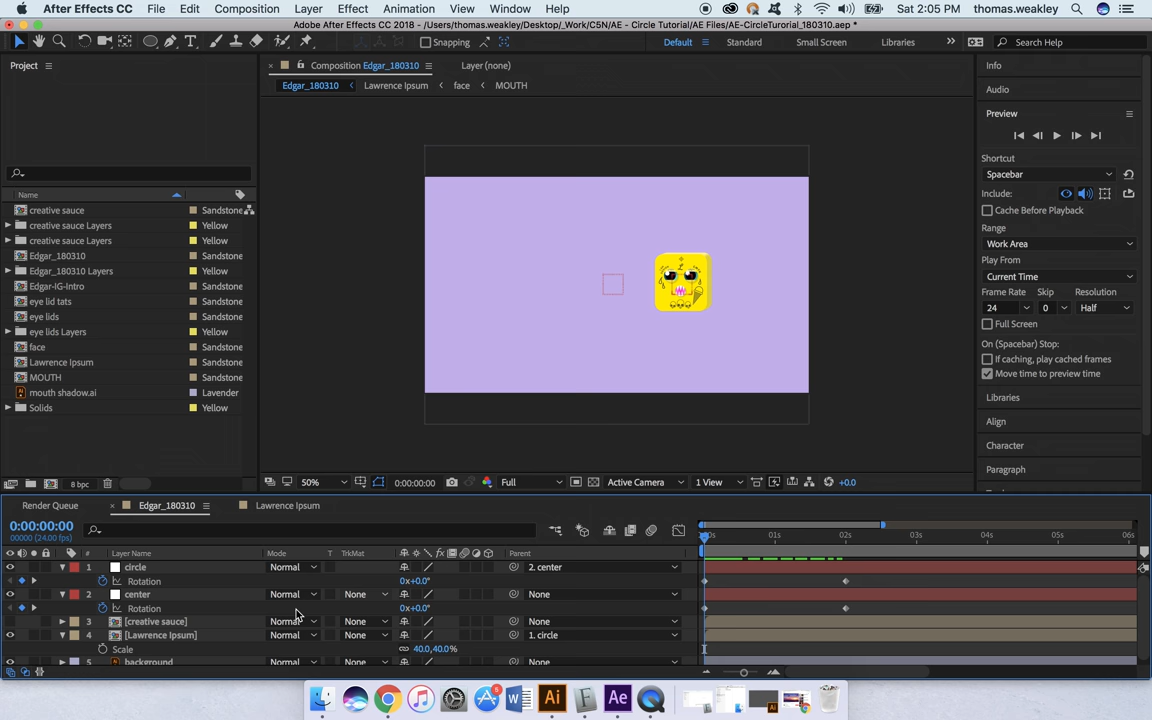 After Effects CC File Edit Composition Layer Effect Animation View Window Help Sat 2:05 PM thomas.weakley
Adobe After Effects CC 2018 - /Users/thomas.weakley/Desktop/_Work/C5N/AE - Circle Tutorial/AE Files/AE-CircleTurorial_180310.aep *
Snapping Default Standard Small Screen Libraries Search Help
Project
Composition Edgar_180310 Layer (none)
Edgar_180310 Lawrence Ipsum face MOUTH
Name
creative sauce Sandstone
creative sauce Layers Yellow
creative sauce Layers Yellow
Edgar_180310 Sandstone
Edgar_180310 Layers Yellow
Edgar-IG-Intro Sandstone
eye lid tats Sandstone
eye lids Sandstone
eye lids Layers Yellow
face Sandstone
Lawrence Ipsum Sandstone
MOUTH Sandstone
mouth shadow.ai Lavender
Solids Yellow
8 bpc
50% 0:00:00:00 Full Active Camera 1 View +0.0
Info
Audio
Preview
Shortcut
Spacebar
Include:
Cache Before Playback
Range
Work Area
Play From
Current Time
Frame Rate Skip Resolution
24 0 Half
Full Screen
On (Spacebar) Stop:
If caching, play cached frames
Move time to preview time
Libraries
Align
Character
Paragraph
Render Queue Edgar_180310 Lawrence Ipsum
0:00:00:00
00000 (24.00 fps)
:00s 01s 02s 03s 04s 05s 06s
# Layer Name Mode T TrkMat Parent
1 circle Normal 2. center
Rotation 0x+0.0°
2 center Normal None None
Rotation 0x+0.0°
3 [creative sauce] Normal None None
4 [Lawrence Ipsum] Normal None 1. circle
Scale 40.0,40.0%
5 background Normal None None